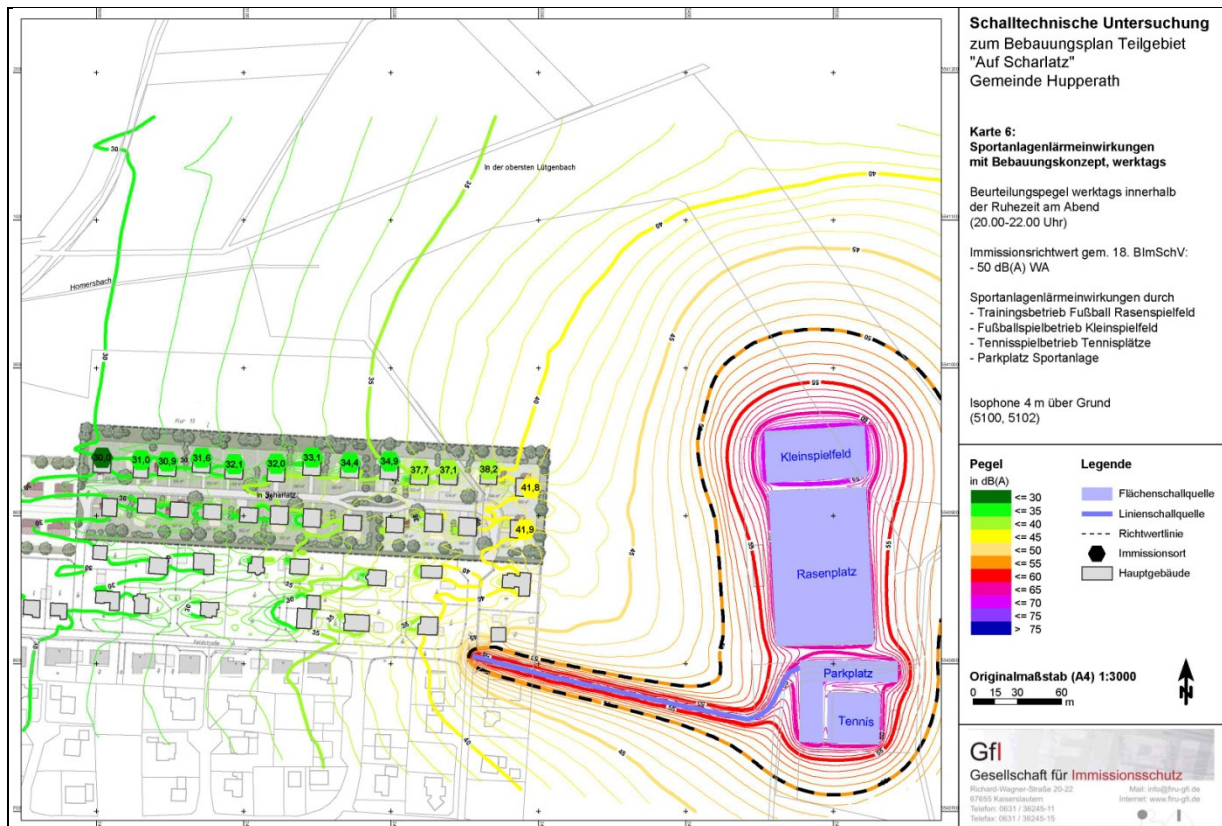 Schalltechnische Untersuchung
zum Bebauungsplan Teilgebiet
"Auf Scharlatz"
Gemeinde Hupperath
Karte 6:
Sportanlagenlärmeinwirkungen
mit Bebauungskonzept, werktags
Beurteilungspegel werktags innerhalb
der Ruhezeit am Abend
(20.00-22.00 Uhr)
Immissionsrichtwert gem. 18. BImSchV:
- 50 dB(A) WA
Sportanlagenlärmeinwirkungen durch
- Trainingsbetrieb Fußball Rasenspielfeld
- Fußballspielbetrieb Kleinspielfeld
- Tennisspielbetrieb Tennisplätze
- Parkplatz Sportanlage
Isophone 4 m über Grund
(5100, 5102)
Pegel
in dB(A)
<= 30
<= 35
<= 40
<= 45
<= 50
<= 55
<= 60
<= 65
<= 70
<= 75
> 75
Legende
Flächenschallquelle
Linienschallquelle
Richtwertlinie
Immissionsort
Hauptgebäude
Originalmaßstab (A4) 1:3000
0 15 30 60
m
N
GfI
Gesellschaft für Immissionsschutz
Richard-Wagner-Straße 20-22
67655 Kaiserslautern
Telefon: 0631 / 36245-11
Telefax: 0631 / 36245-15
Mail: info@firu-gfi.de
Internet: www.firu-gfi.de
In der obersten Lütgenbach
Homersbach
30
35
40
45
50
55
Kleinspielfeld
Rasenplatz
Parkplatz
Tennis
30,0
31,0
30,9
31,6
32,1
32,0
33,1
34,4
34,9
37,7
37,1
38,2
41,8
41,9
In Scharlatz